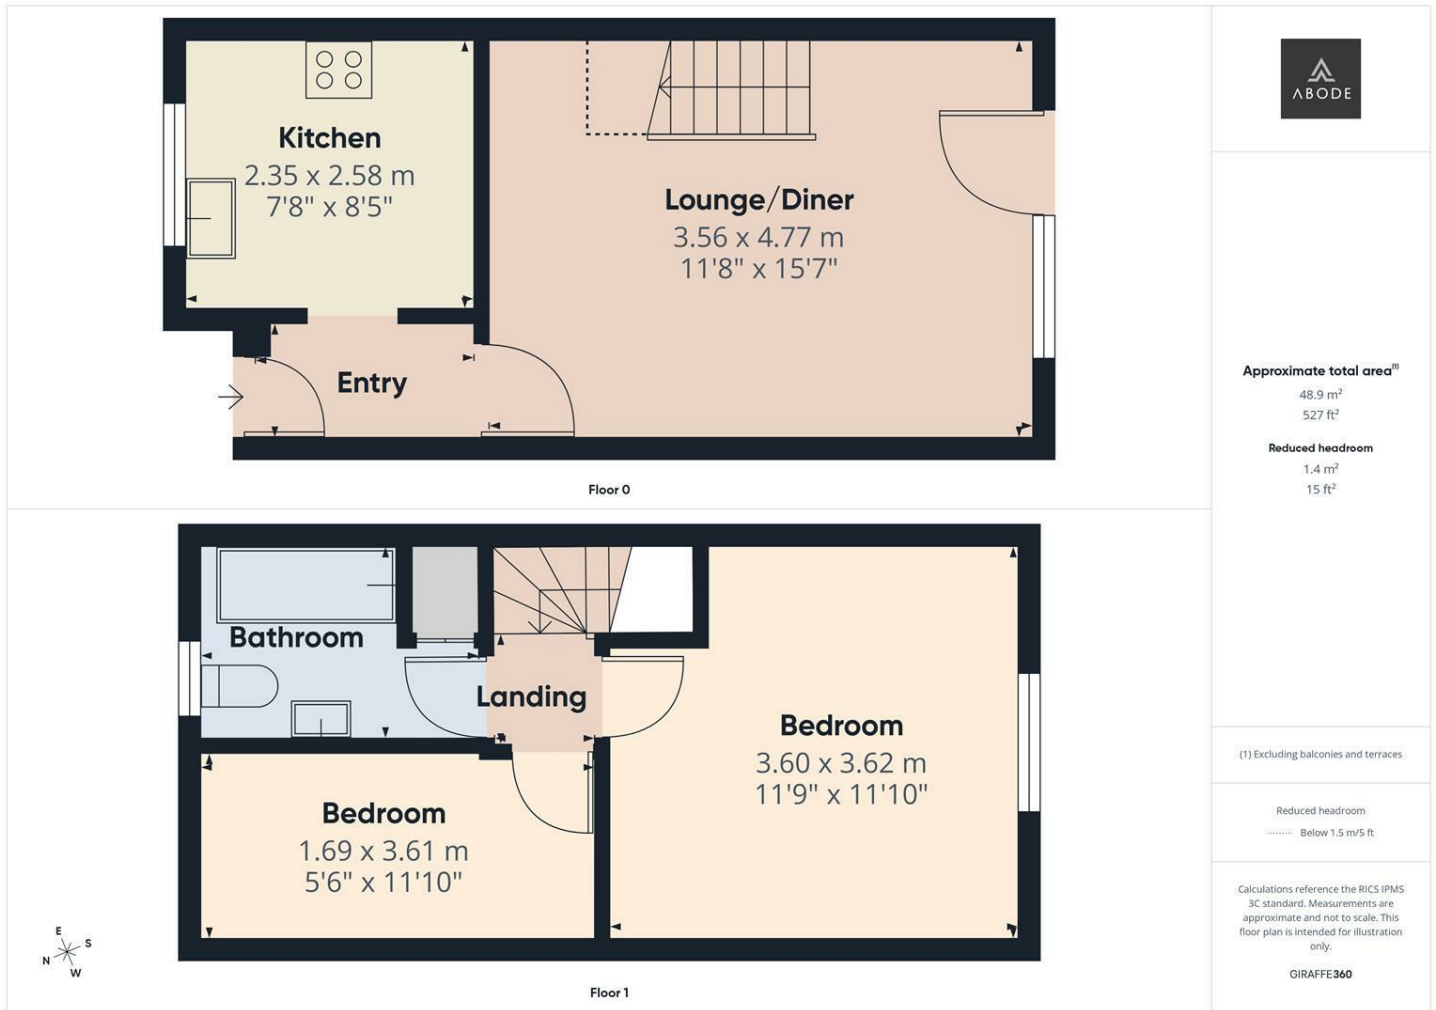 Kitchen
2.35 x 2.58 m
7'8" x 8'5"
Lounge/Diner
3.56 x 4.77 m
11'8" x 15'7"
Entry
Floor 0
Bathroom
Landing
Bedroom
3.60 x 3.62 m
11'9" x 11'10"
Bedroom
1.69 x 3.61 m
5'6" x 11'10"
E
S
N
W
Floor 1
ABODE
Approximate total area(1)
48.9 m²
527 ft²
Reduced headroom
1.4 m²
15 ft²
(1) Excluding balconies and terraces
Reduced headroom
Below 1.5 m/5 ft
Calculations reference the RICS IPMS
3C standard. Measurements are
approximate and not to scale. This
floor plan is intended for illustration
only.
GIRAFFE360